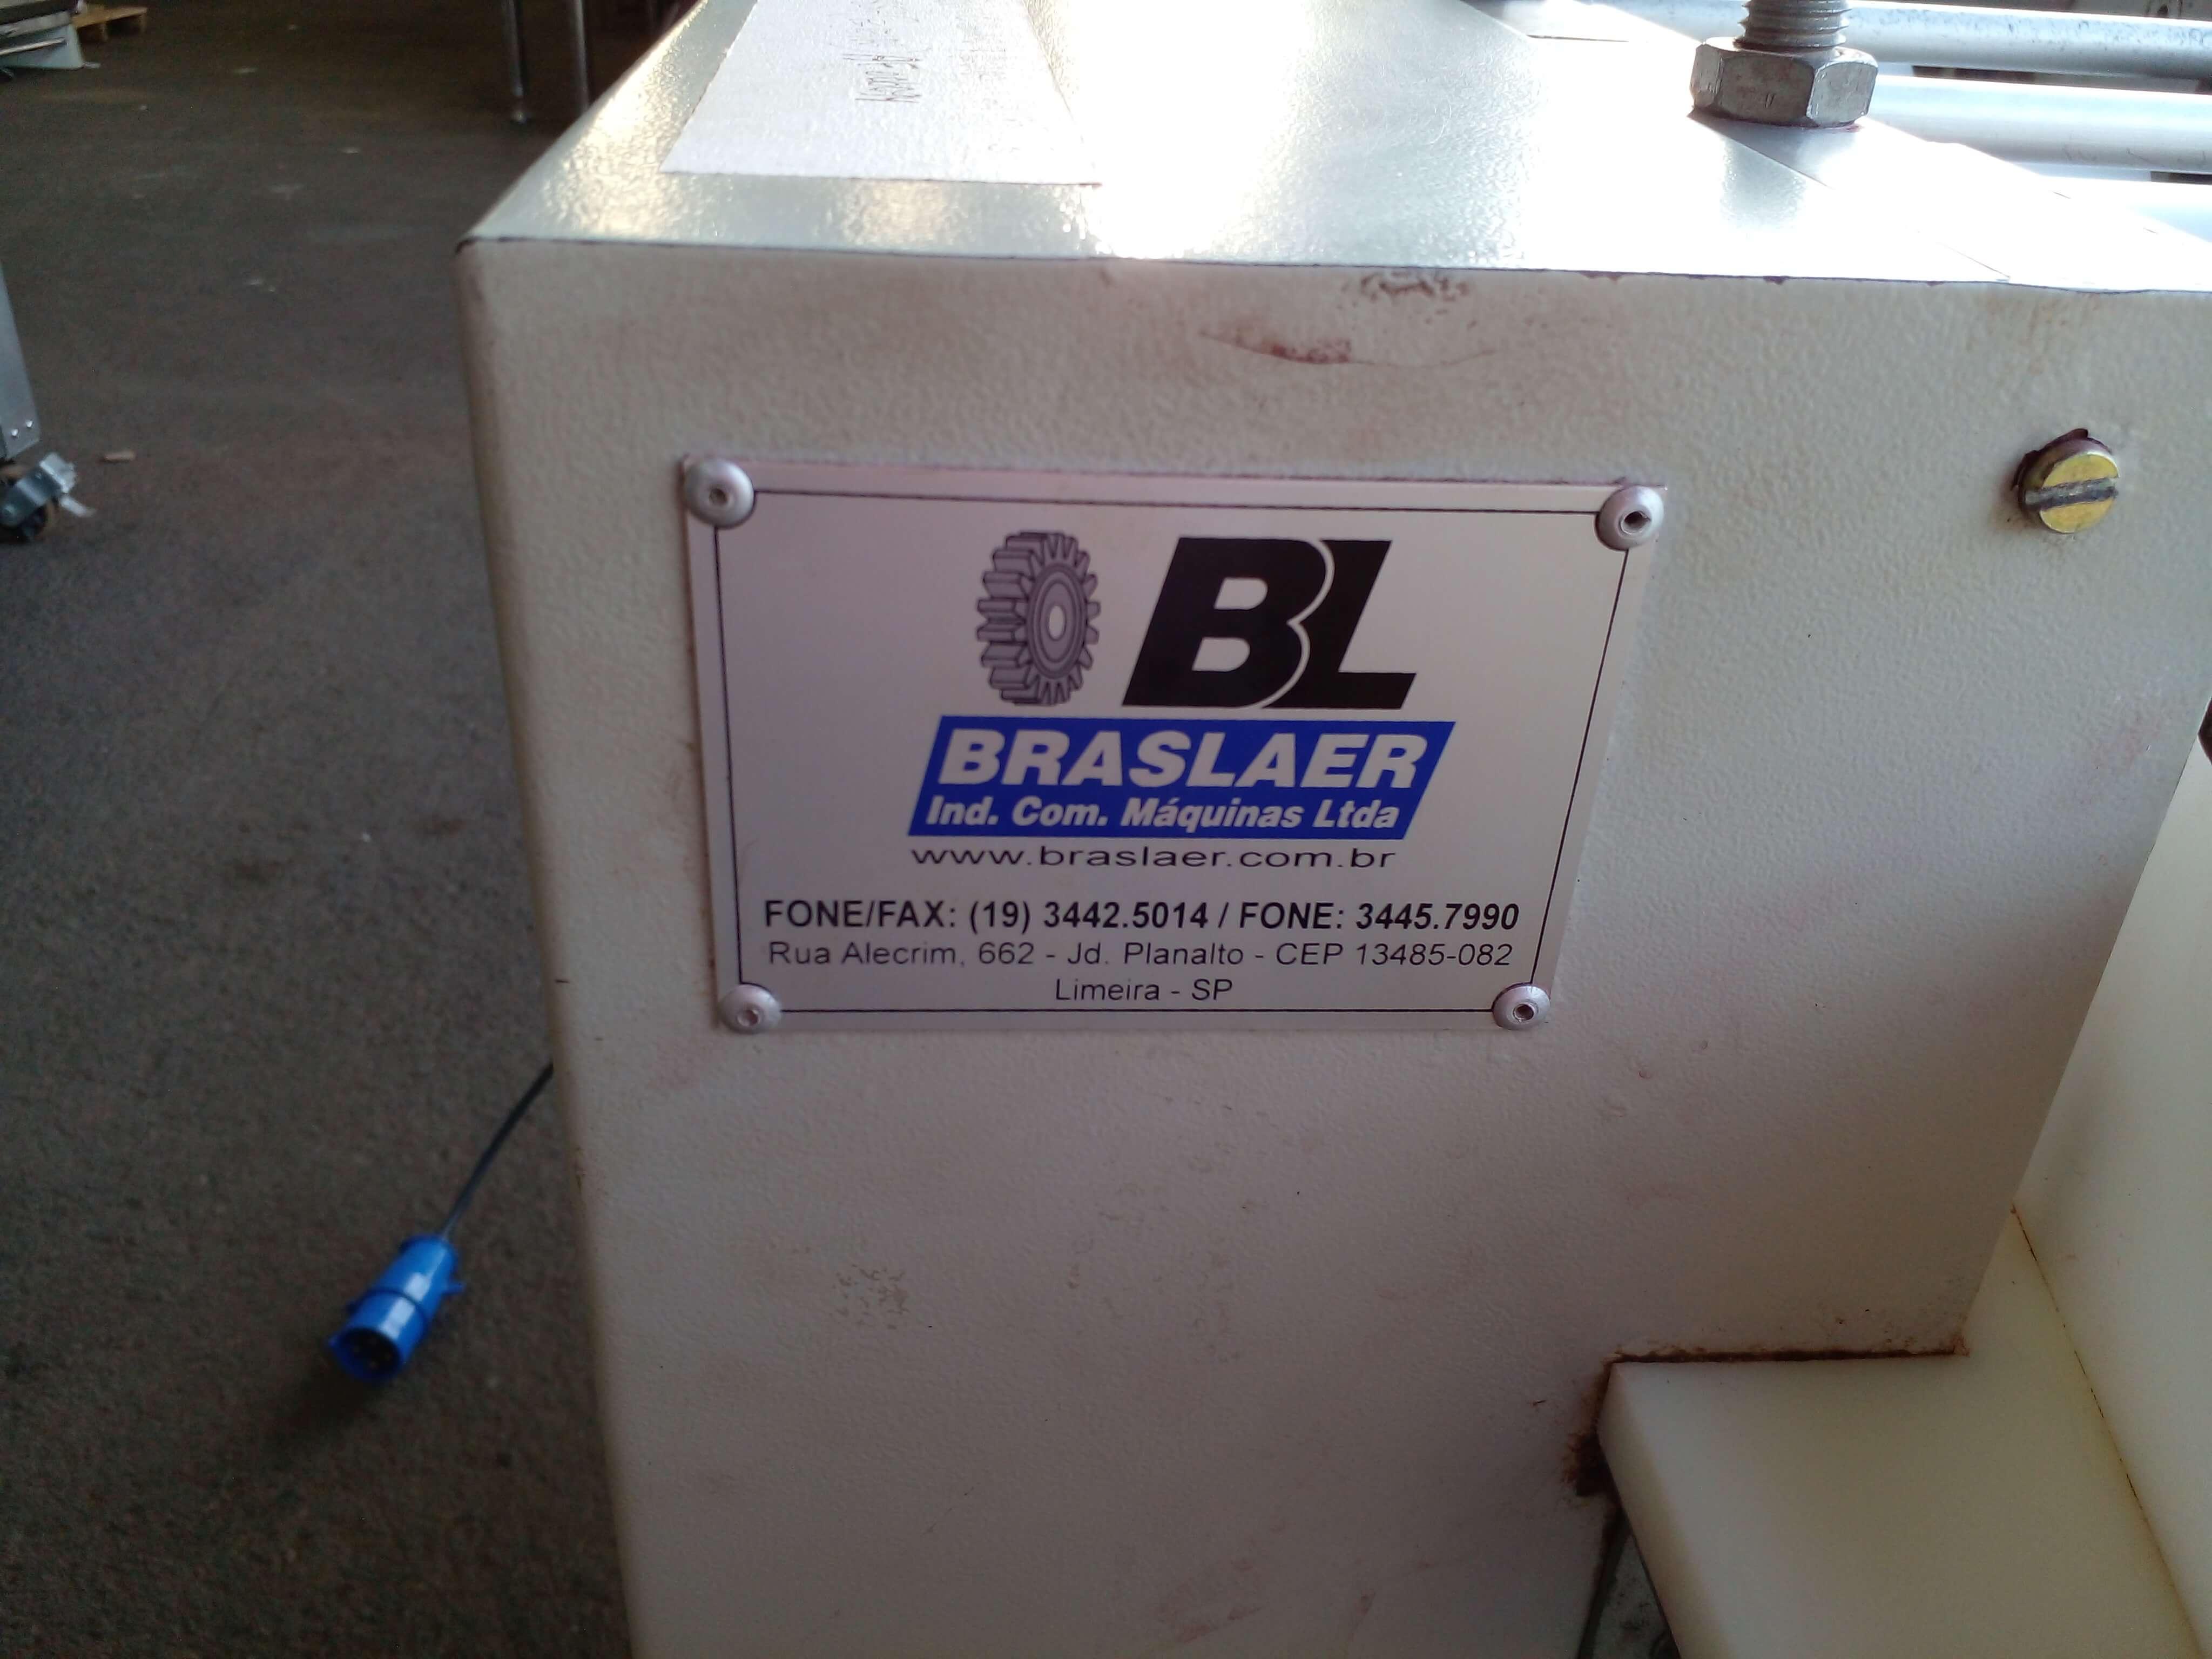 BL
BRASLAER
Ind. Com. Máquinas Ltda
www.braslaer.com.br
FONE/FAX: (19) 3442.5014 / FONE: 3445.7990
Rua Alecrim, 662 - Jd. Planalto - CEP 13485-082
Limeira - SP